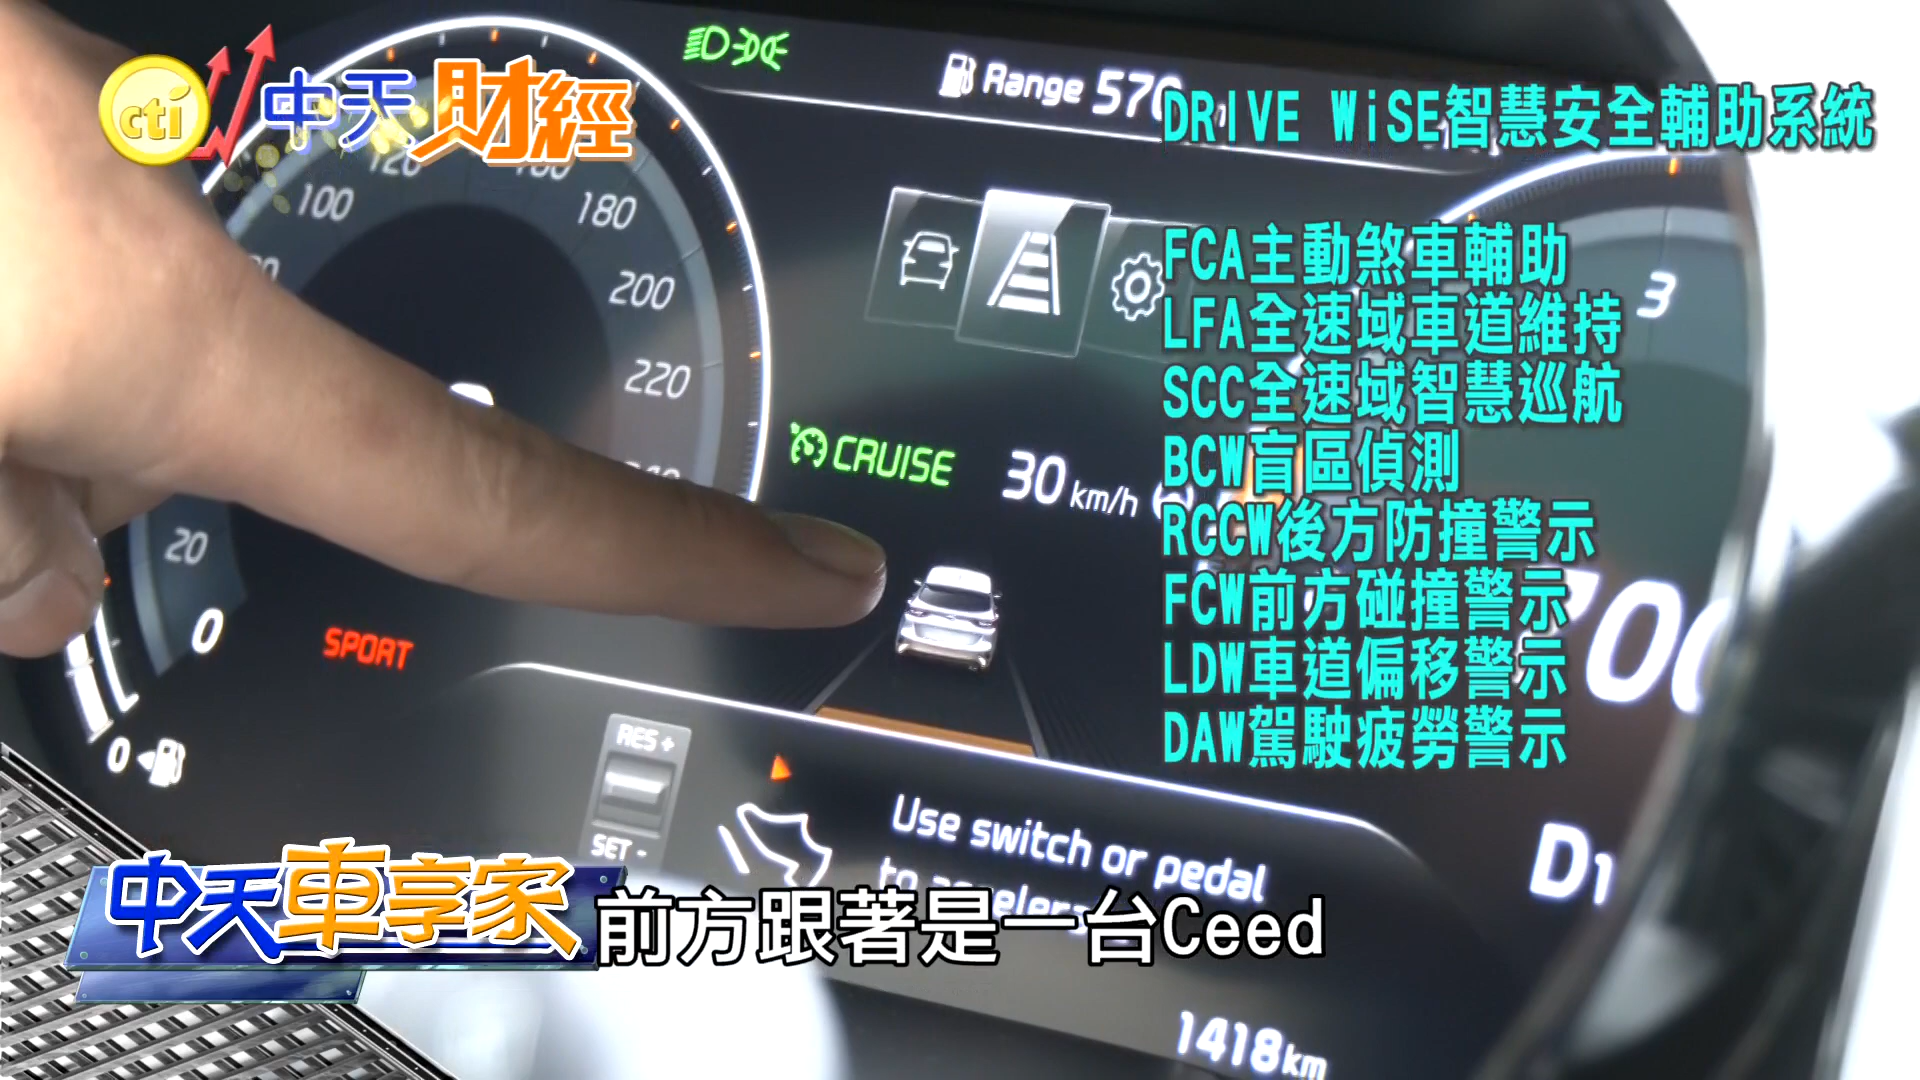 cti 中天財經
Range 570
DRIVE WiSE智慧安全輔助系統
120
100
180
200
220
20
0
3
FCA主動煞車輔助
LFA全速域車道維持
SCC全速域智慧巡航
BCW盲區偵測
RCCW後方防撞警示
FCW前方碰撞警示
LDW車道偏移警示
DAW駕駛疲勞警示
CRUISE 30 km/h
SPORT
0
RES +
SET -
Use switch or pedal
to
D1
中天車享家
前方跟著是一台Ceed
1418km